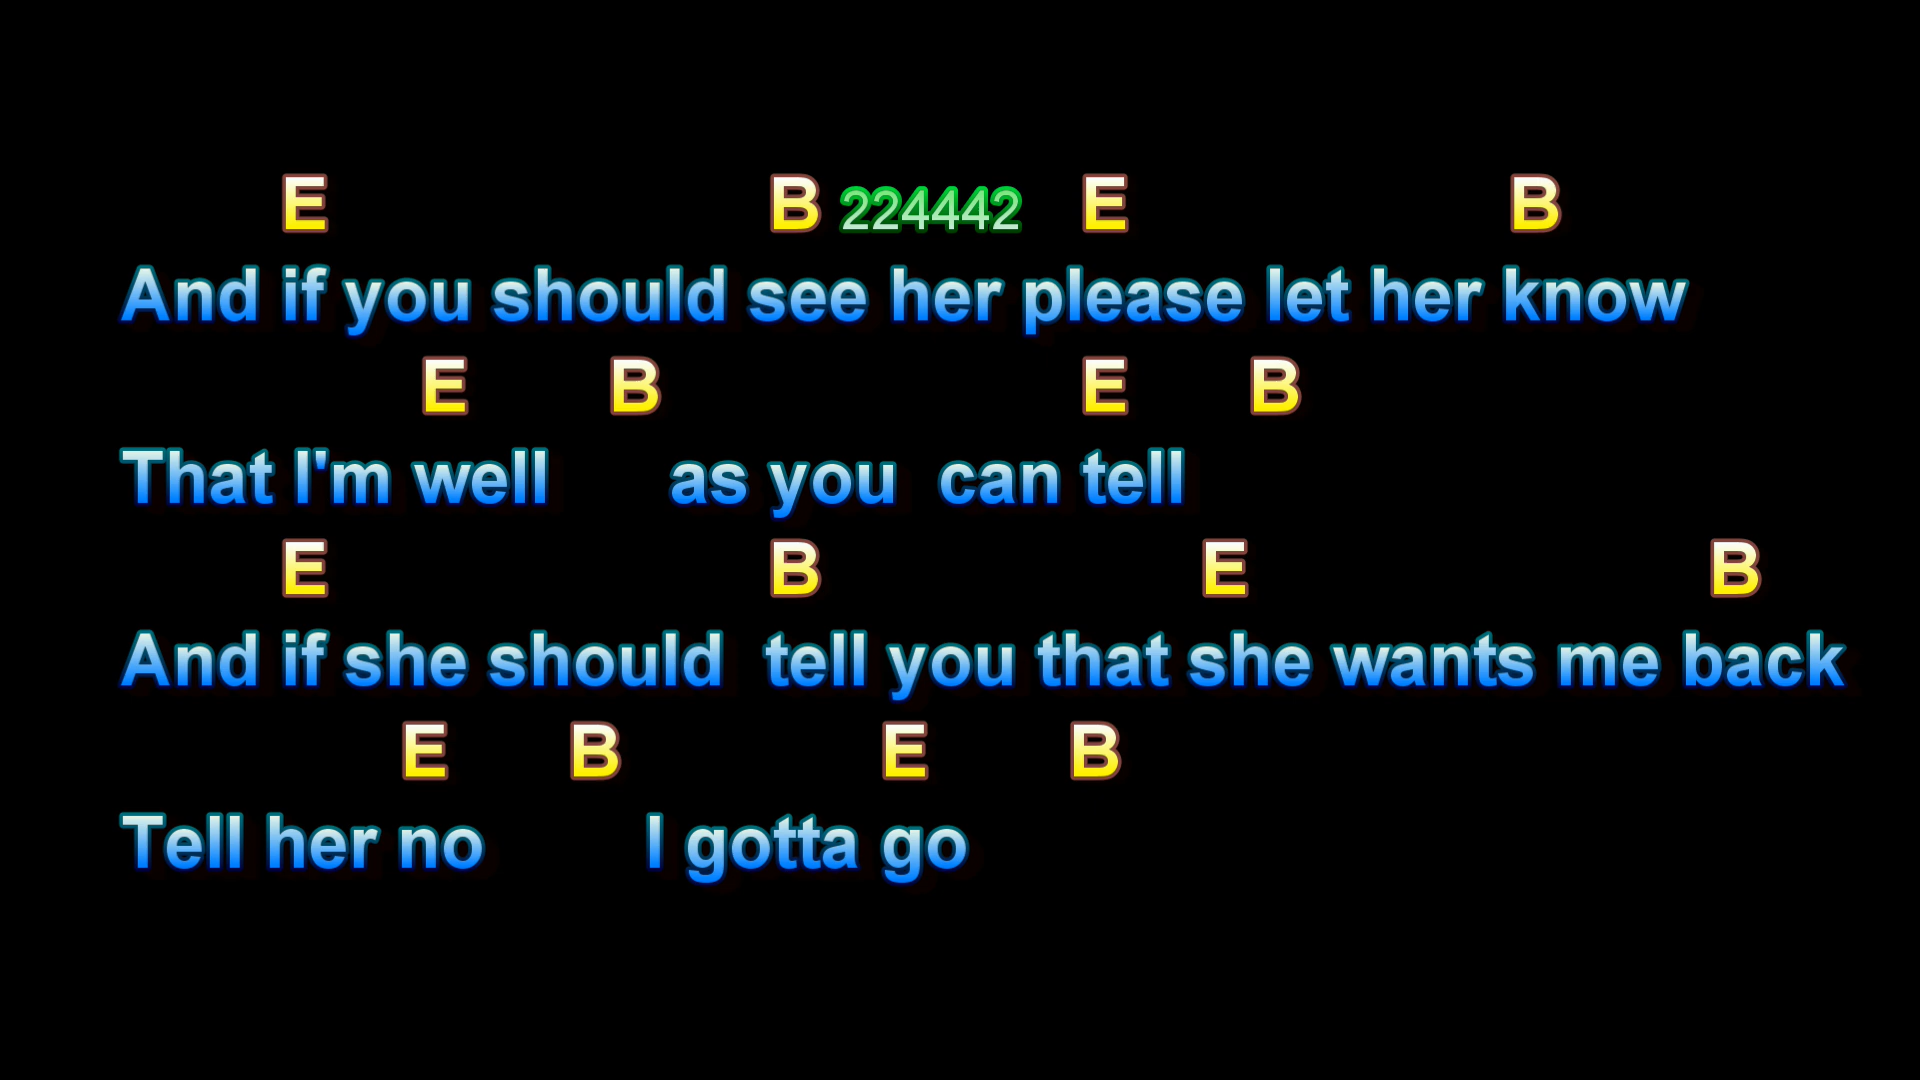 E B 224442 E B
And if you should see her please let her know
E B E B
That I'm well as you can tell
E B E B
And if she should tell you that she wants me back
E B E B
Tell her no I gotta go